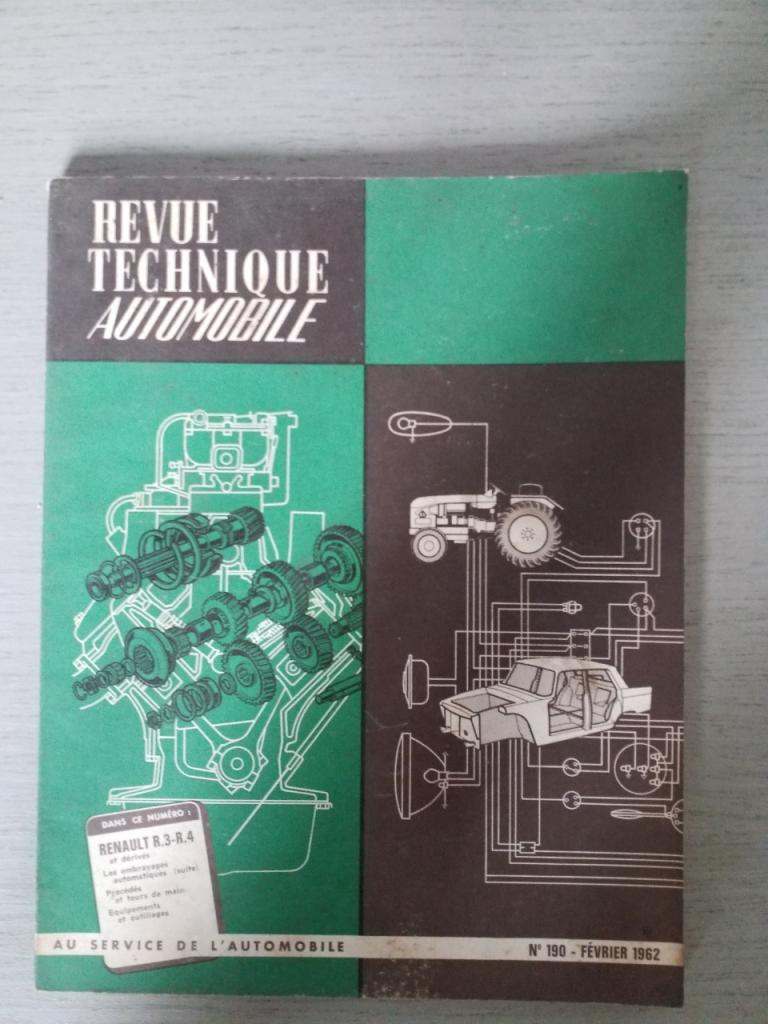 REVUE
TECHNIQUE
AUTOMOBILE
DANS CE NUMÉRO :
RENAULT R.3-R.4
et dérivés
Les embrayages
automatiques (suite)
Procédés
et tours de main
Equipements
et outillages
AU SERVICE DE L'AUTOMOBILE
N° 190 - FÉVRIER 1962